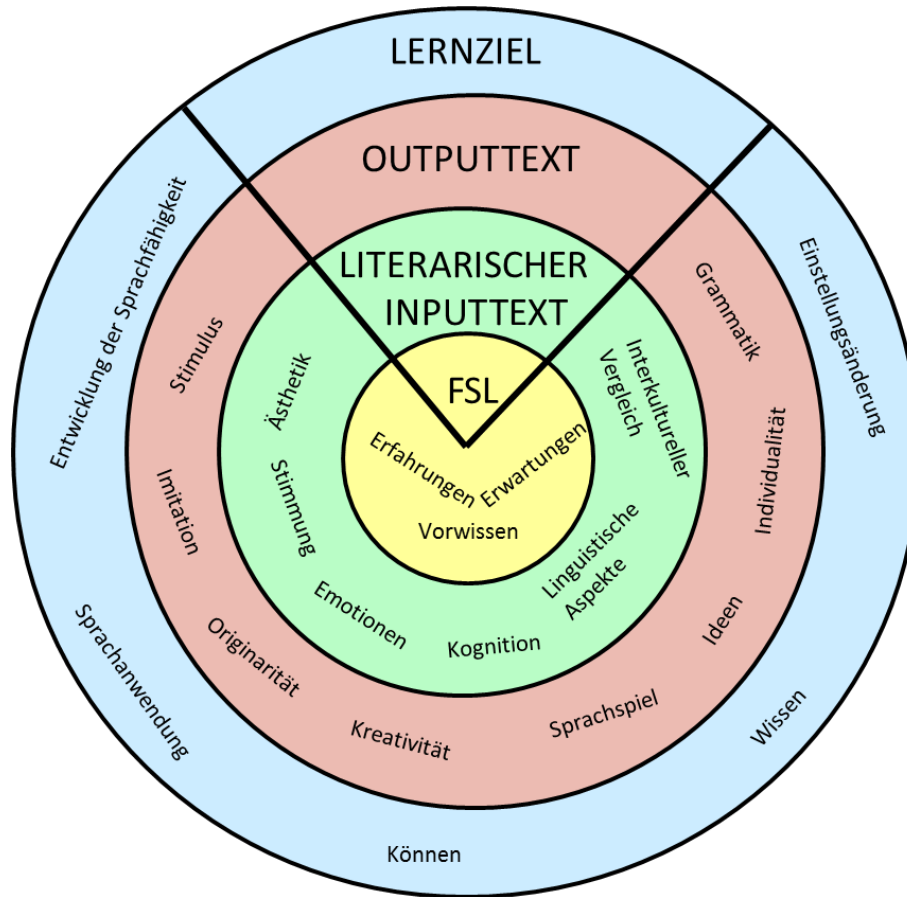 LERNZIEL
OUTPUTTEXT
LITERARISCHER
INPUTTEXT
FSL
Erfahrungen
Erwartungen
Vorwissen
Ästhetik
Stimmung
Emotionen
Kognition
Linguistische
Aspekte
Interkultureller
Vergleich
Stimulus
Imitation
Originarität
Kreativität
Sprachspiel
Ideen
Individualität
Grammatik
Entwicklung der Sprachfähigkeit
Sprachanwendung
Können
Wissen
Einstellungsänderung